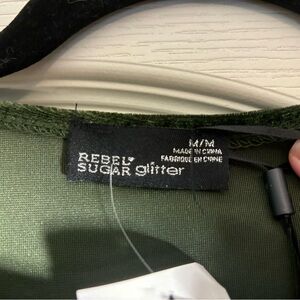 M/M
MADE IN CHINA
FABRIQUÉ EN CHINE
REBEL
SUGAR glitter